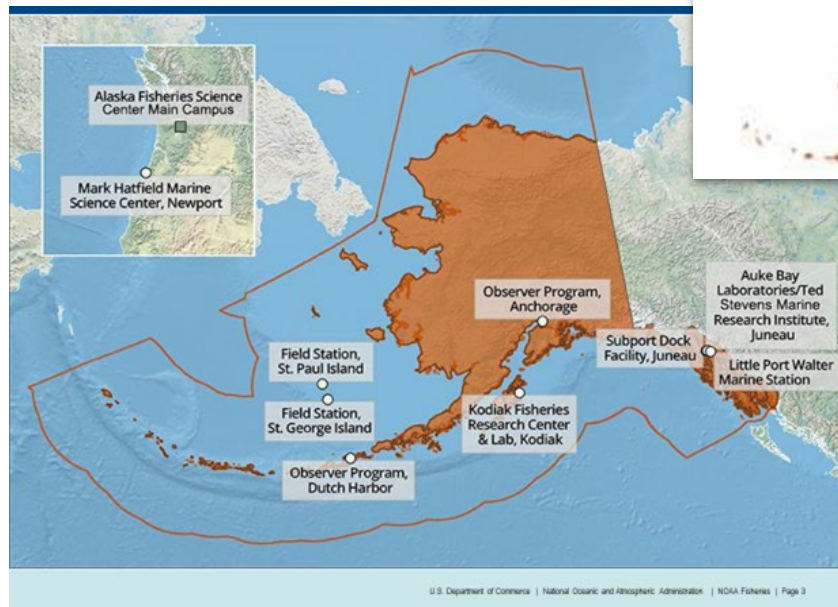 Alaska Fisheries Science
Center Main Campus
Mark Hatfield Marine
Science Center, Newport
Observer Program,
Anchorage
Auke Bay
Laboratories/Ted
Stevens Marine
Research Institute,
Juneau
Subport Dock
Facility, Juneau
Little Port Walter
Marine Station
Field Station,
St. Paul Island
Field Station,
St. George Island
Kodiak Fisheries
Research Center
& Lab, Kodiak
Observer Program,
Dutch Harbor
U.S. Department of Commerce | National Oceanic and Atmospheric Administration | NOAA Fisheries | Page 3